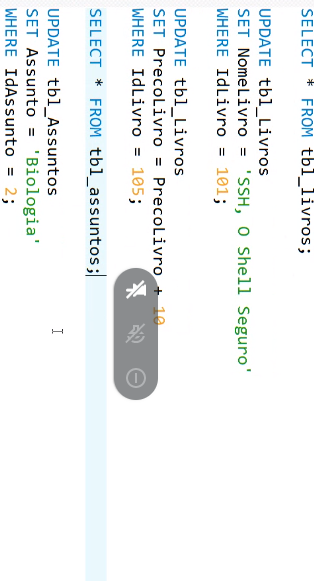 SELECT * FROM tbl_livros;
UPDATE tbl_Livros
SET NomeLivro = 'SSH, O Shell Seguro'
WHERE IdLivro = 101;
UPDATE tbl_Livros
SET PrecoLivro = PrecoLivro + 10
WHERE IdLivro = 105;
SELECT * FROM tbl_assuntos;
UPDATE tbl_Assuntos
SET Assunto = 'Biologia'
WHERE IdAssunto = 2;